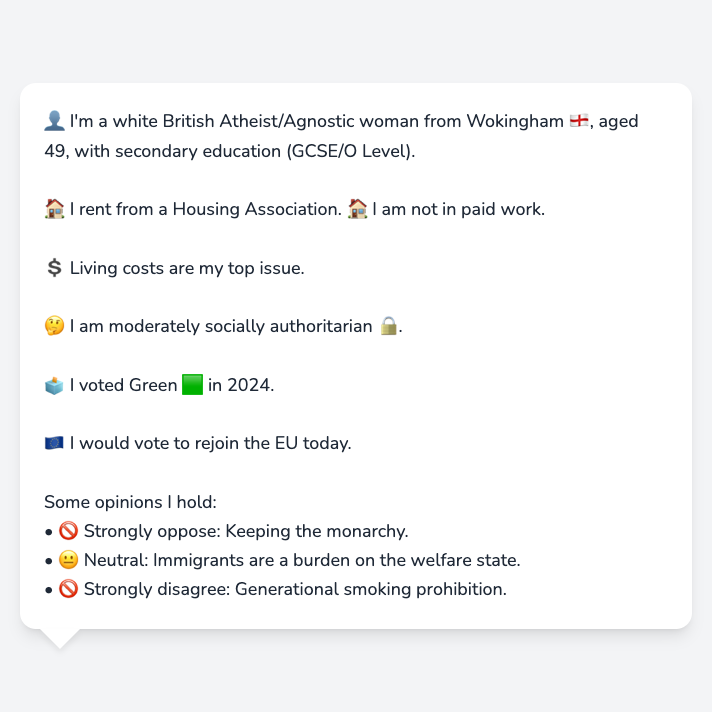 👤 I'm a white British Atheist/Agnostic woman from Wokingham 🏴󠁧󠁢󠁥󠁮󠁧󠁿, aged
49, with secondary education (GCSE/O Level).
🏠 I rent from a Housing Association. 🏠 I am not in paid work.
💲 Living costs are my top issue.
🤔 I am moderately socially authoritarian 🔒.
🗳️ I voted Green 🟩 in 2024.
🇪🇺 I would vote to rejoin the EU today.
Some opinions I hold:
• 🚫 Strongly oppose: Keeping the monarchy.
• 😐 Neutral: Immigrants are a burden on the welfare state.
• 🚫 Strongly disagree: Generational smoking prohibition.